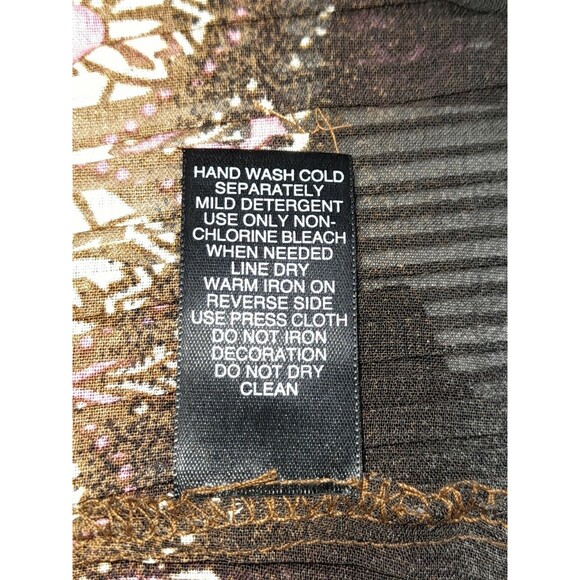 HAND WASH COLD
SEPARATELY
MILD DETERGENT
USE ONLY NON-
CHLORINE BLEACH
WHEN NEEDED
LINE DRY
WARM IRON ON
REVERSE SIDE
USE PRESS CLOTH
DO NOT IRON
DECORATION
DO NOT DRY
CLEAN